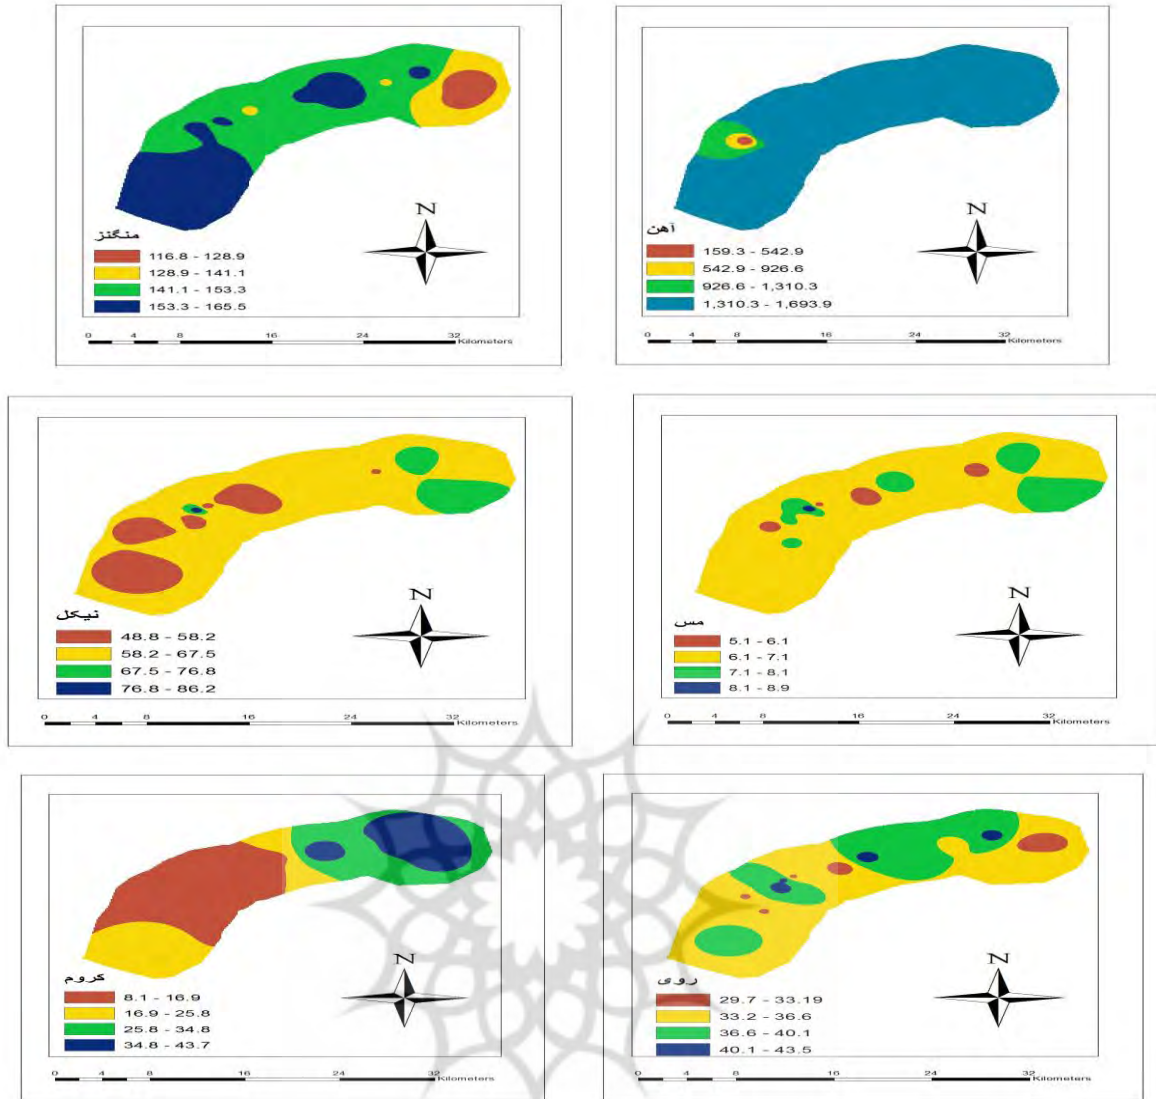 N
منگنز
116.8 - 128.9
128.9 - 141.1
141.1 - 153.3
153.3 - 165.5
0 4 8 16 24 32
Kilometers
N
آهن
159.3 - 542.9
542.9 - 926.6
926.6 - 1,310.3
1,310.3 - 1,693.9
0 4 8 16 24 32
Kilometers
N
نیکل
48.8 - 58.2
58.2 - 67.5
67.5 - 76.8
76.8 - 86.2
0 2 4 8 16 24 32
Kilometers
N
مس
5.1 - 6.1
6.1 - 7.1
7.1 - 8.1
8.1 - 8.9
0 2 4 8 16 24 32
Kilometers
N
کروم
8.1 - 16.9
16.9 - 25.8
25.8 - 34.8
34.8 - 43.7
0 4 8 16 24 32
Kilometers
N
روی
29.7 - 33.19
33.2 - 36.6
36.6 - 40.1
40.1 - 43.5
0 2 4 8 16 24 32
Kilometers